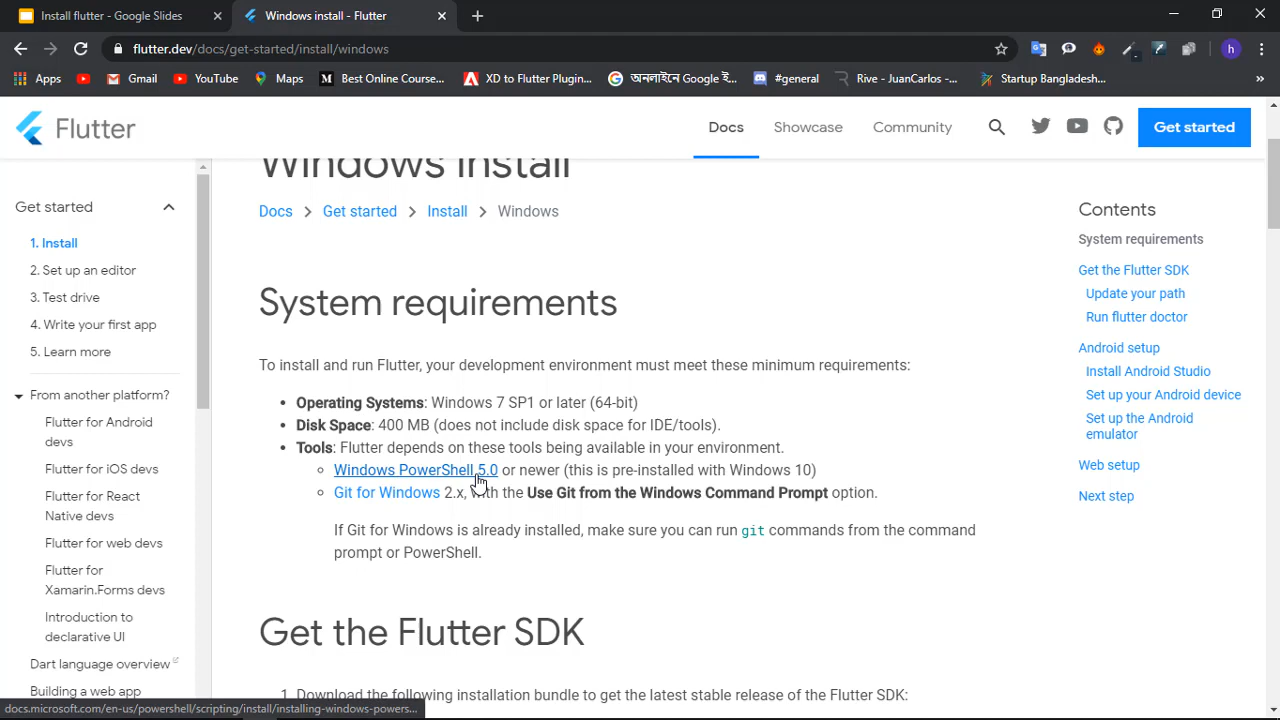 Install flutter - Google Slides
Windows install - Flutter
flutter.dev/docs/get-started/install/windows
h
Apps
Gmail
YouTube
Maps
Best Online Course...
XD to Flutter Plugin...
অনলাইনে Google ই...
#general
Rive - JuanCarlos -...
Startup Bangladesh...
Flutter
Docs
Showcase
Community
Get started
Get started
1. Install
2. Set up an editor
3. Test drive
4. Write your first app
5. Learn more
From another platform?
Flutter for Android
devs
Flutter for iOS devs
Flutter for React
Native devs
Flutter for web devs
Flutter for
Xamarin.Forms devs
Introduction to
declarative UI
Dart language overview
Building a web app
Windows install
Docs > Get started > Install > Windows
System requirements
To install and run Flutter, your development environment must meet these minimum requirements:
• Operating Systems: Windows 7 SP1 or later (64-bit)
• Disk Space: 400 MB (does not include disk space for IDE/tools).
• Tools: Flutter depends on these tools being available in your environment.
Windows PowerShell 5.0 or newer (this is pre-installed with Windows 10)
Git for Windows 2.x, with the Use Git from the Windows Command Prompt option.
If Git for Windows is already installed, make sure you can run git commands from the command
prompt or PowerShell.
Get the Flutter SDK
1. Download the following installation bundle to get the latest stable release of the Flutter SDK:
Contents
System requirements
Get the Flutter SDK
Update your path
Run flutter doctor
Android setup
Install Android Studio
Set up your Android device
Set up the Android
emulator
Web setup
Next step
docs.microsoft.com/en-us/powershell/scripting/install/installing-windows-powers...